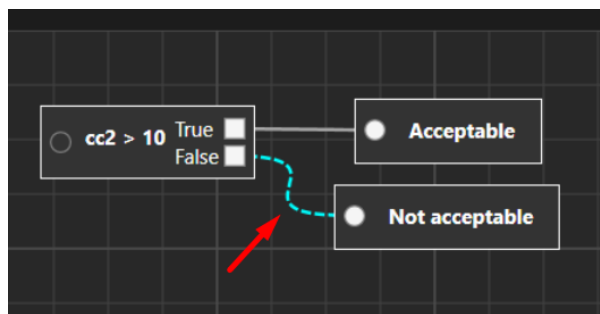 cc2 > 10
True
False
Acceptable
Not acceptable